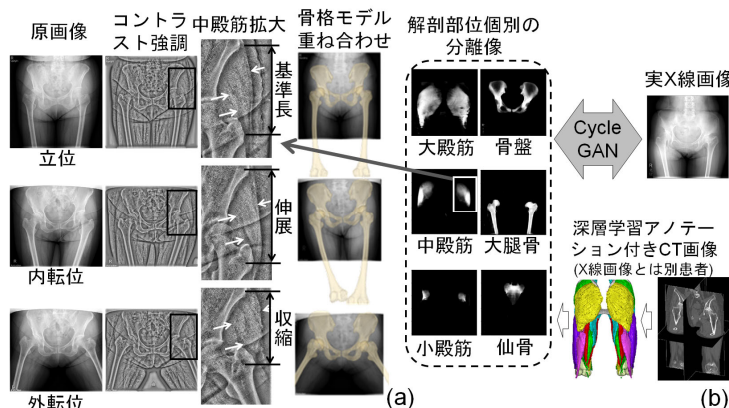 原画像
コントラ
スト強調
中殿筋拡大
骨格モデル
重ね合わせ
基準長
立位
伸展
内転位
収縮
外転位
(a)
解剖部位個別の
分離像
大殿筋
骨盤
中殿筋
大腿骨
小殿筋
仙骨
Cycle
GAN
実X線画像
深層学習アノテ
ーション付きCT画像
(X線画像とは別患者)
(b)